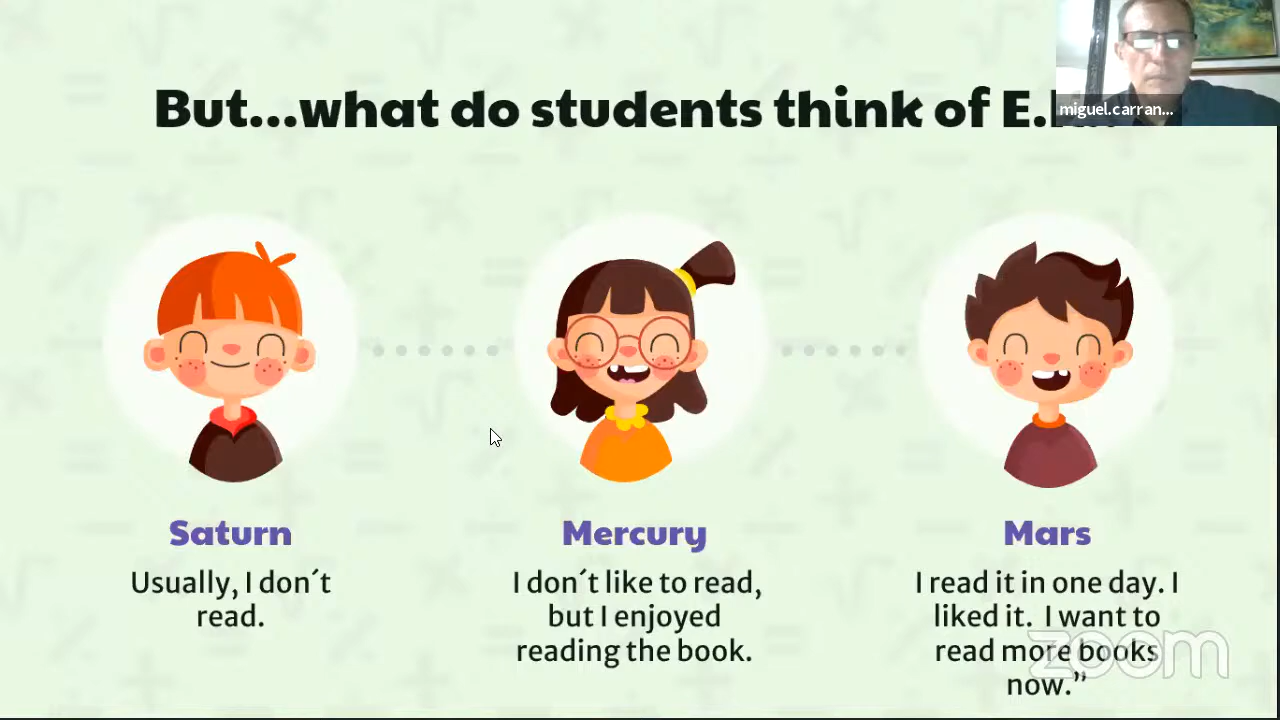 But...what do students think of E.
miguel.carran...
Saturn
Usually, I don´t
read.
Mercury
I don´t like to read,
but I enjoyed
reading the book.
Mars
I read it in one day. I
liked it.  I want to
read more books
now.”
zoom